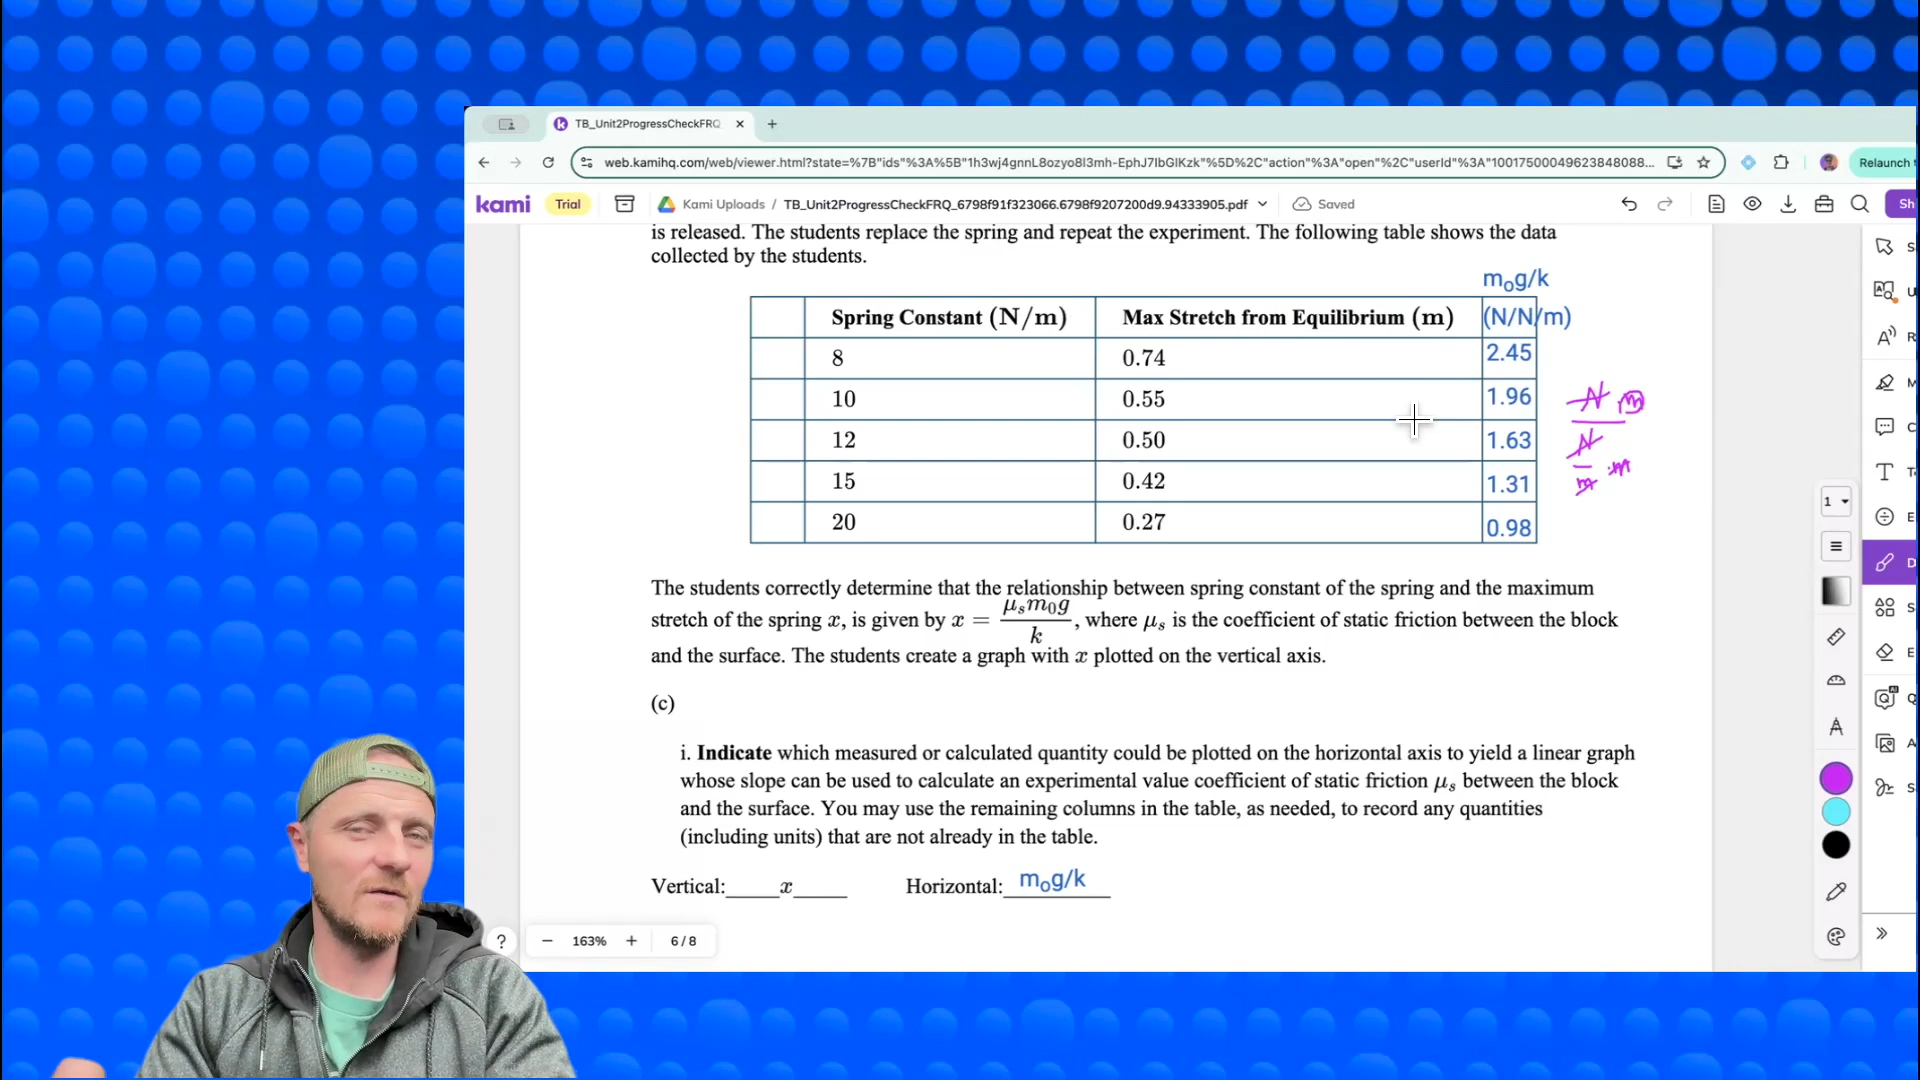 TB_Unit2ProgressCheckFRQ
web.kamihq.com/web/viewer.html?state=%7B"ids"%3A%5B"1h3wj4gnnL8ozyo8l3mh-EphJ7IbGlKzk"%5D%2C"action"%3A"open"%2C"userId"%3A"10017500049623848088...
Relaunch
kami Trial Kami Uploads / TB_Unit2ProgressCheckFRQ_6798f91f323066.6798f9207200d9.94333905.pdf Saved Sh
is released. The students replace the spring and repeat the experiment. The following table shows the data
collected by the students.
m₀g/k
Spring Constant (N/m) Max Stretch from Equilibrium (m) (N/N/m)
8 0.74 2.45
10 0.55 1.96
12 0.50 1.63
15 0.42 1.31
20 0.27 0.98
N m
N
m m
The students correctly determine that the relationship between spring constant of the spring and the maximum
stretch of the spring x, is given by x = μₛm₀g/k, where μₛ is the coefficient of static friction between the block
and the surface. The students create a graph with x plotted on the vertical axis.
(c)
i. Indicate which measured or calculated quantity could be plotted on the horizontal axis to yield a linear graph
whose slope can be used to calculate an experimental value coefficient of static friction μₛ between the block
and the surface. You may use the remaining columns in the table, as needed, to record any quantities
(including units) that are not already in the table.
Vertical:____x____ Horizontal: m₀g/k
? − 163% + 6 / 8
1